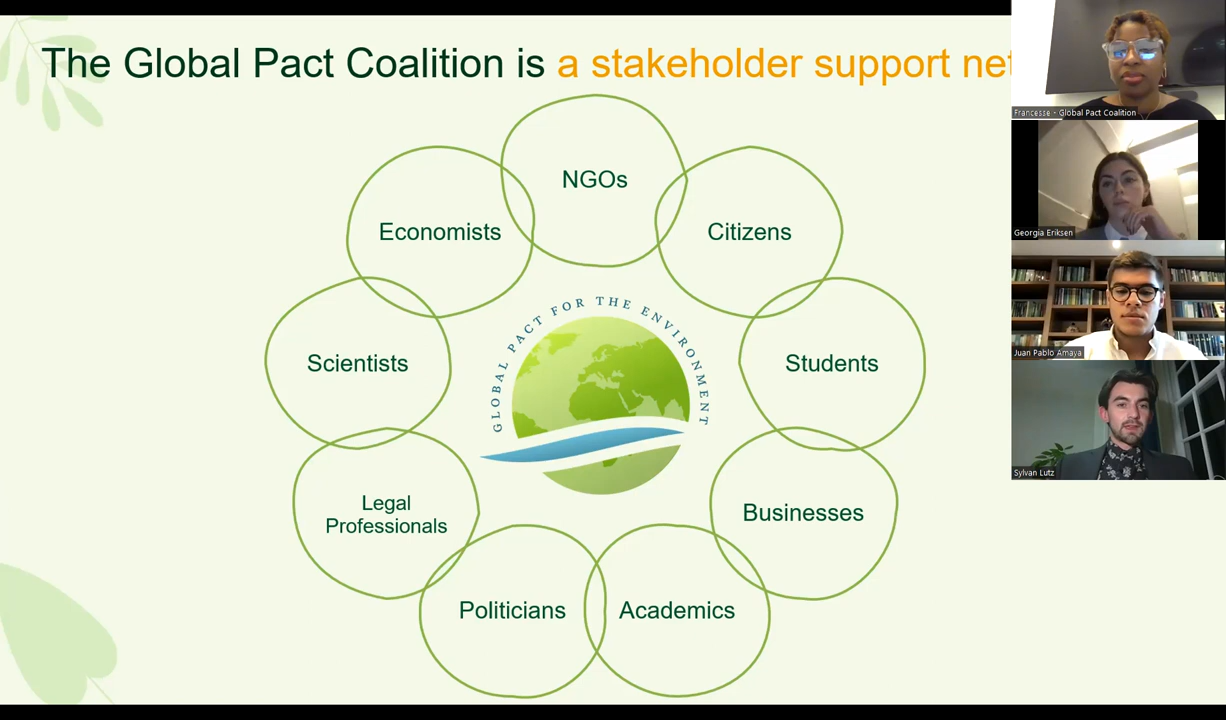 The Global Pact Coalition is a stakeholder support net
Francesse - Global Pact Coalition
NGOs
Economists
Citizens
Georgia Eriksen
GLOBAL PACT FOR THE ENVIRONMENT
Scientists
Students
Juan Pablo Amaya
Legal
Professionals
Businesses
Sylvan Lutz
Politicians
Academics